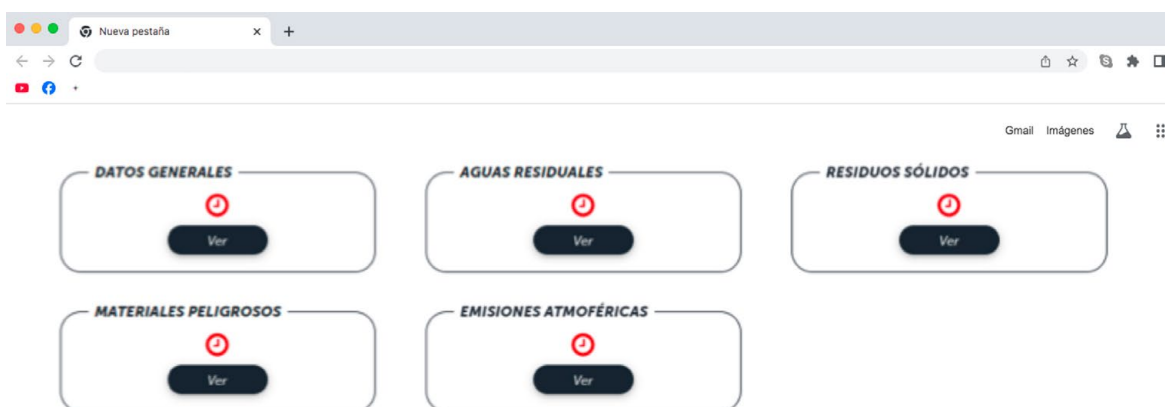 Nueva pestaña
Gmail Imágenes
DATOS GENERALES
Ver
AGUAS RESIDUALES
Ver
RESIDUOS SÓLIDOS
Ver
MATERIALES PELIGROSOS
Ver
EMISIONES ATMOFÉRICAS
Ver